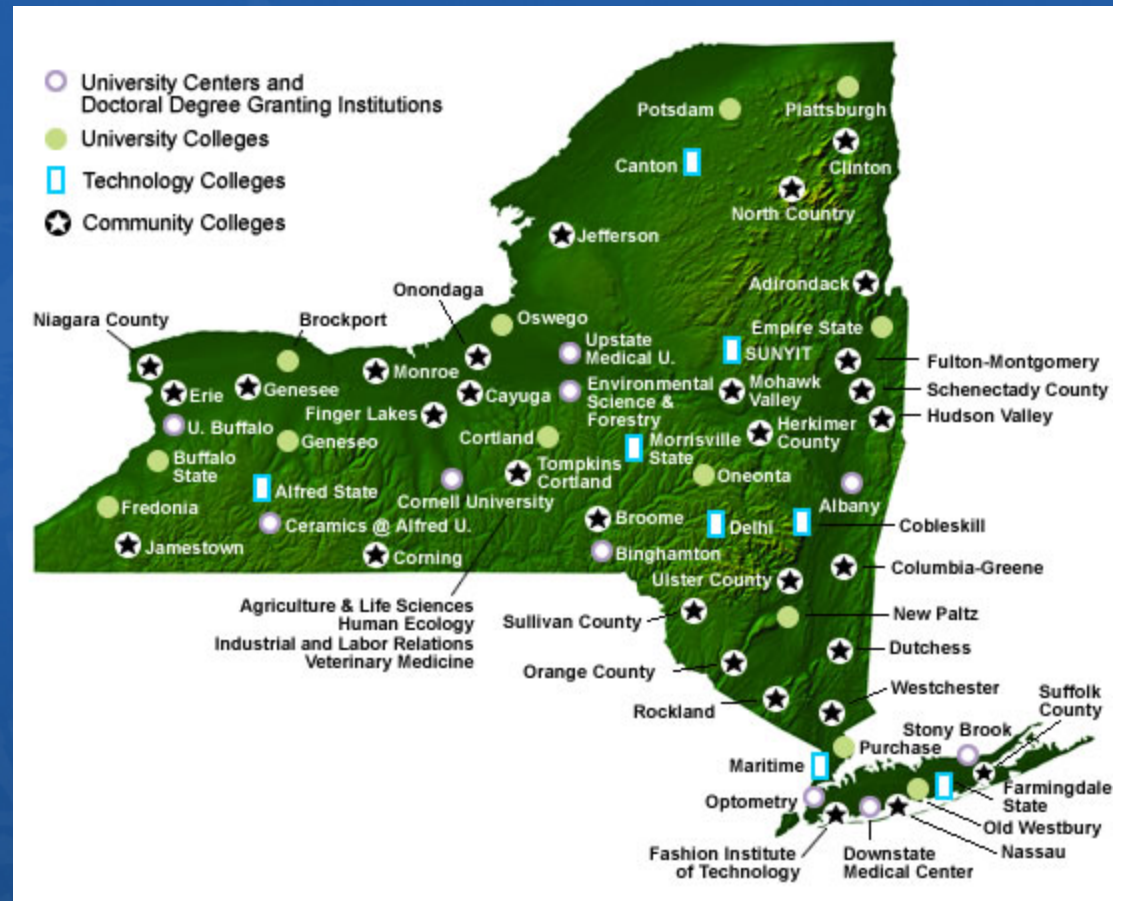 University Centers and
Doctoral Degree Granting Institutions
University Colleges
Technology Colleges
Community Colleges
Potsdam
Plattsburgh
Canton
Clinton
North Country
Jefferson
Adirondack
Onondaga
Niagara County
Brockport
Oswego
Empire State
Upstate
Medical U.
SUNYIT
Fulton-Montgomery
Monroe
Erie
Genesee
Cayuga
Environmental
Science &
Forestry
Mohawk
Valley
Schenectady County
Finger Lakes
Hudson Valley
U. Buffalo
Geneseo
Cortland
Morrisville
State
Herkimer
County
Buffalo
State
Tompkins
Cortland
Oneonta
Alfred State
Cornell University
Albany
Fredonia
Ceramics @ Alfred U.
Broome
Delhi
Cobleskill
Jamestown
Corning
Binghamton
Columbia-Greene
Ulster County
Agriculture & Life Sciences
Human Ecology
Industrial and Labor Relations
Veterinary Medicine
Sullivan County
New Paltz
Dutchess
Orange County
Westchester
Rockland
Suffolk
County
Stony Brook
Purchase
Maritime
Optometry
Farmingdale
State
Old Westbury
Nassau
Fashion Institute
of Technology
Downstate
Medical Center